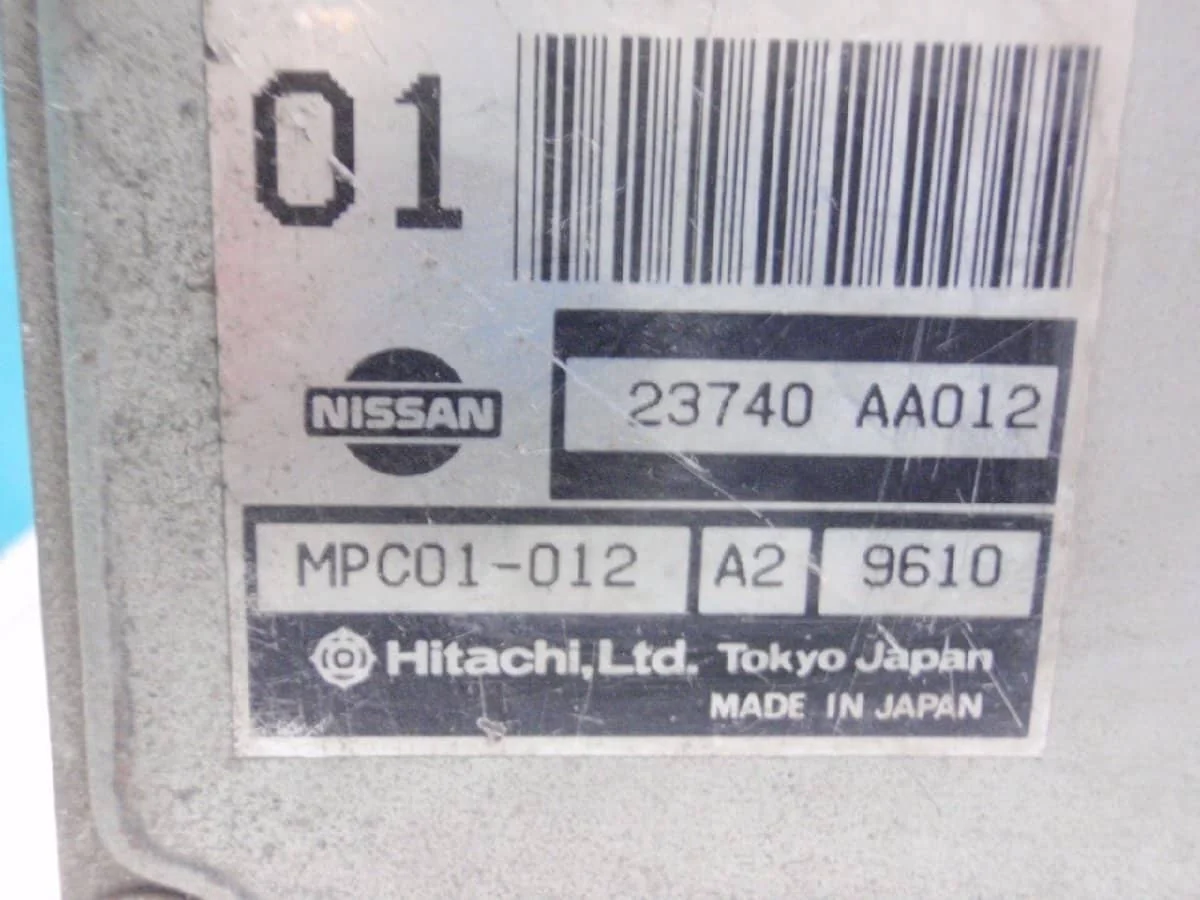 01
NISSAN
23740 AA012
MPC01-012 A2 9610
Hitachi, Ltd. Tokyo Japan
MADE IN JAPAN